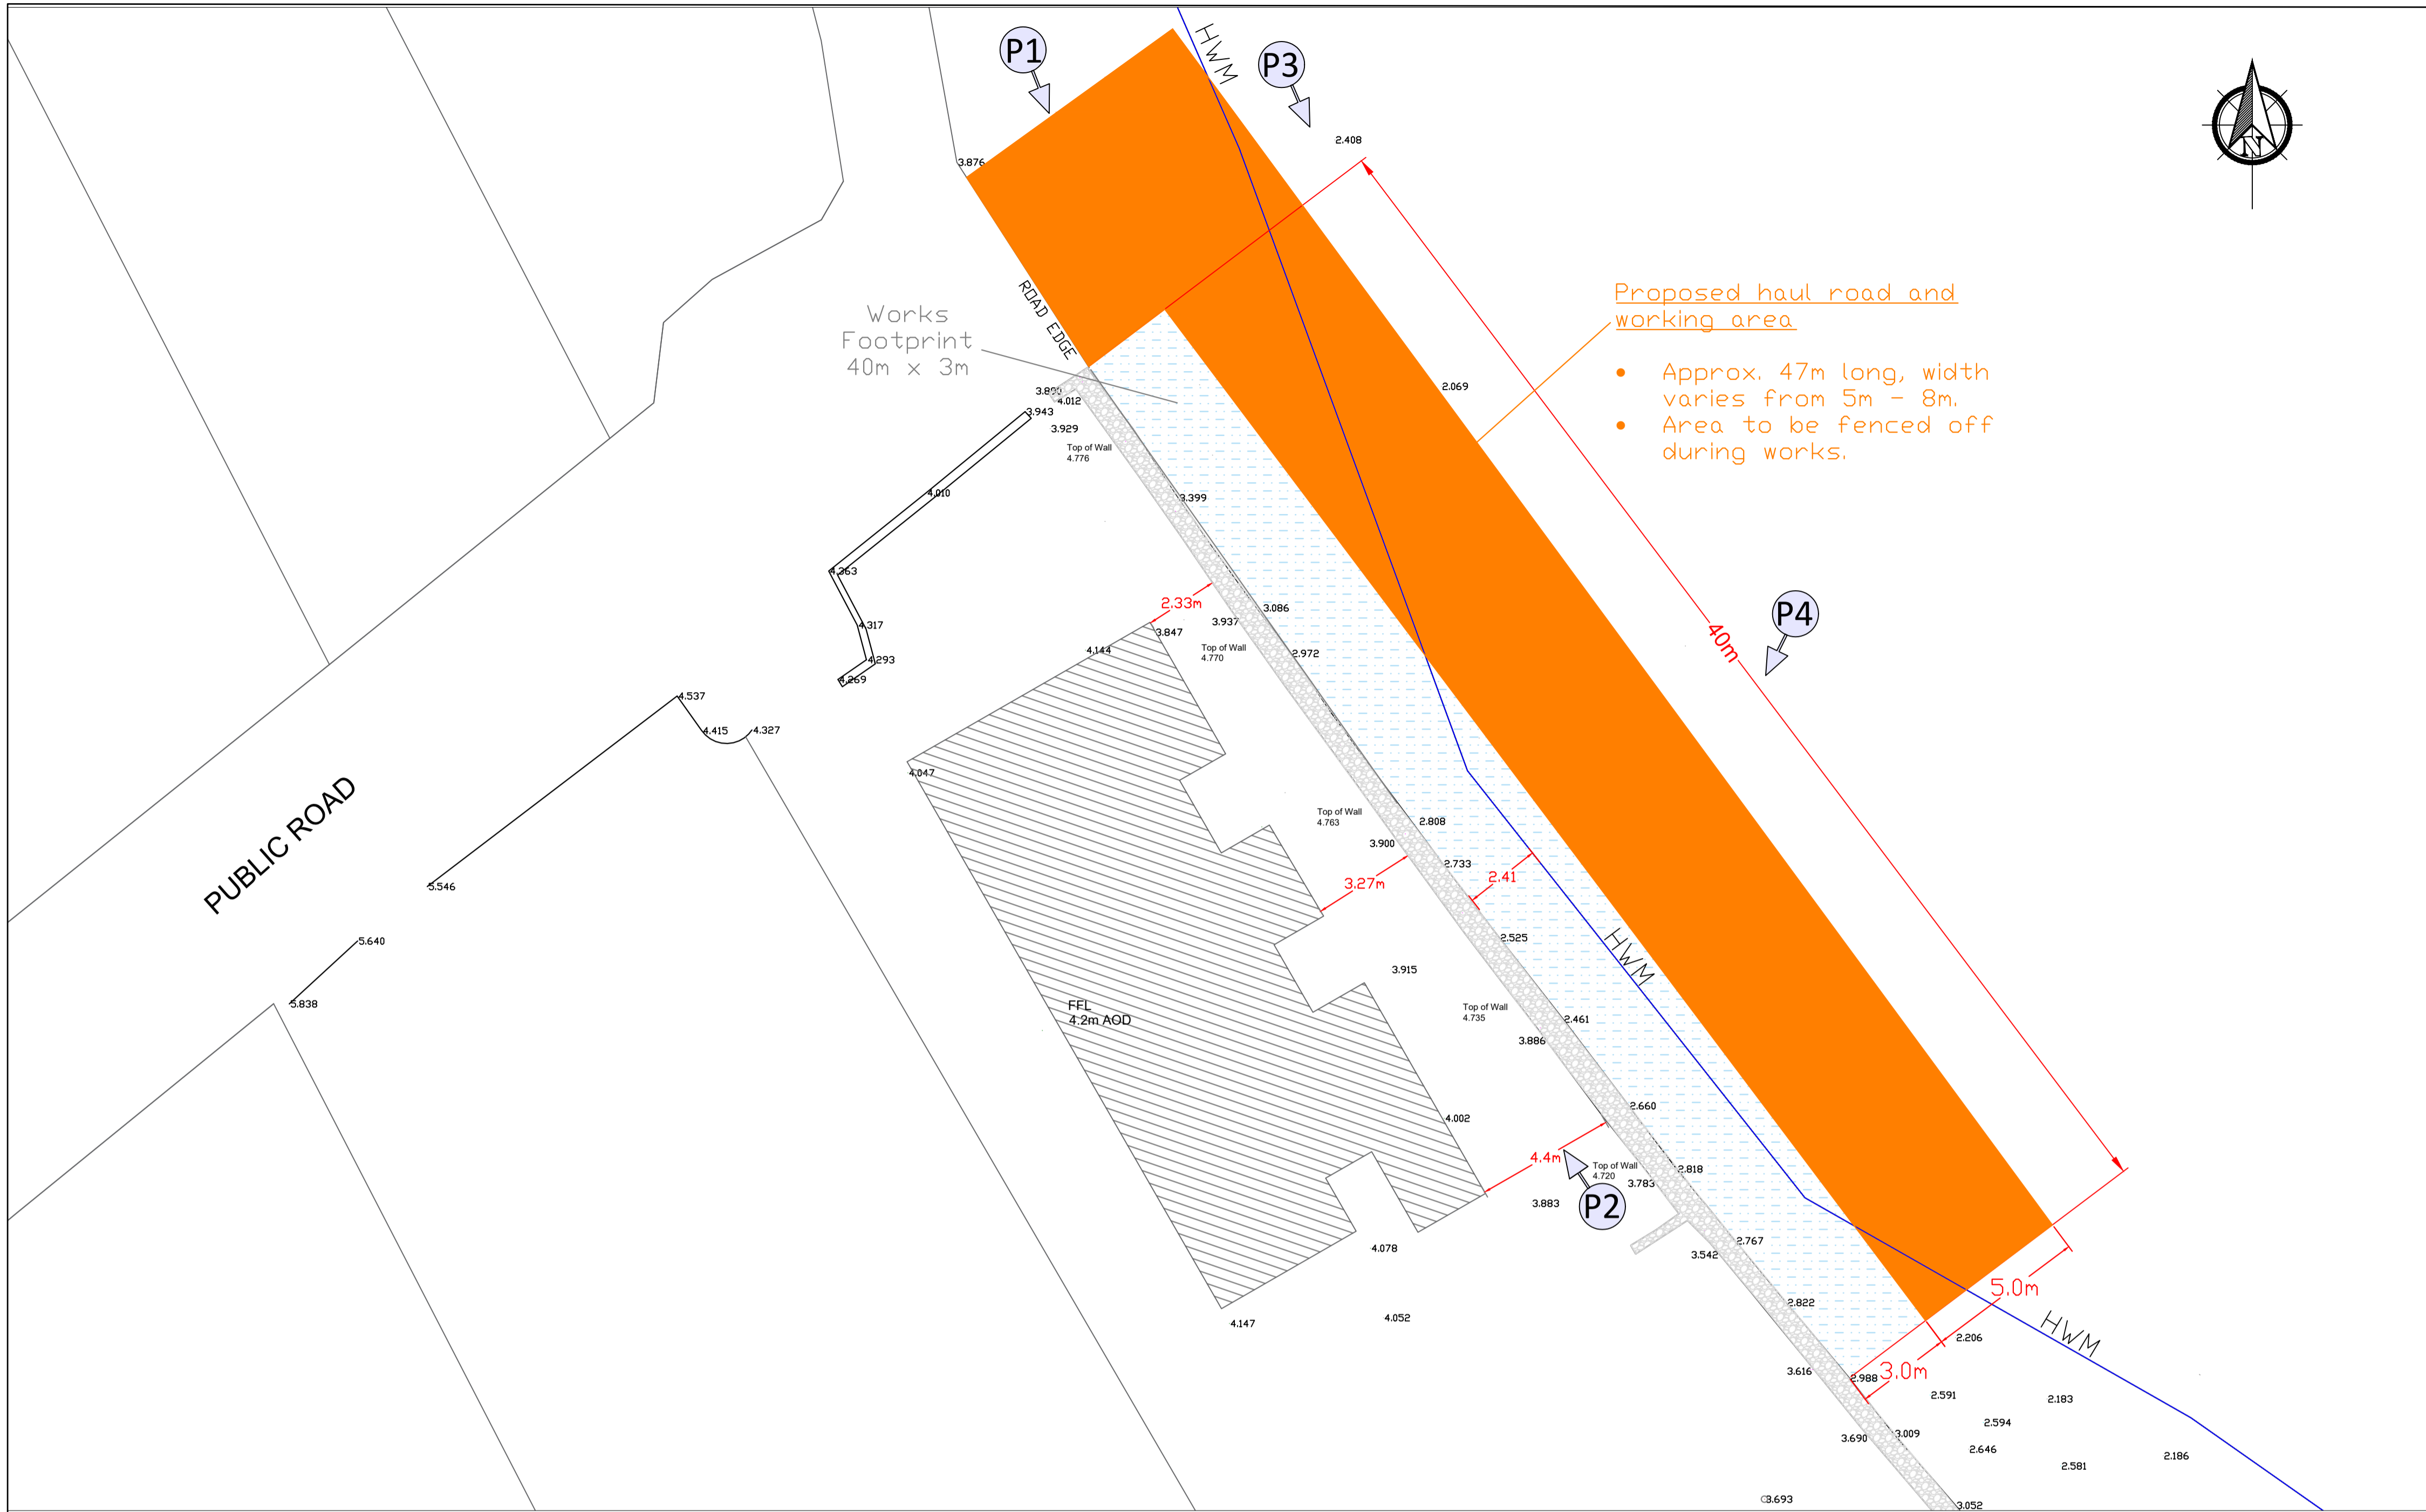 P1
HWM
P3
N
2.408
3.876
ROAD EDGE
Works
Footprint
40m x 3m
Proposed haul road and
working area
• Approx. 47m long, width
varies from 5m - 8m.
• Area to be fenced off
during works.
2.069
4.012
3.943
3.929
Top of Wall
4.776
4.010
3.399
4.363
2.33m
3.086
3.937
3.847
4.317
Top of Wall
4.770
4.144
2.972
4.293
4.269
40m
P4
4.537
4.415
4.327
4.047
PUBLIC ROAD
Top of Wall
4.763
2.808
3.900
2.733
3.27m
2.41
5.546
5.640
2.525
HWM
3.915
5.838
FFL
4.2m AOD
Top of Wall
4.735
2.461
3.886
2.660
4.002
4.4m
Top of Wall
4.720
2.818
3.783
3.883
P2
2.767
4.078
3.542
5.0m
2.822
4.052
4.147
HWM
2.206
3.616
3.0m
2.988
2.591
2.183
2.594
3.009
3.690
2.646
2.186
2.581
3.693
3.052